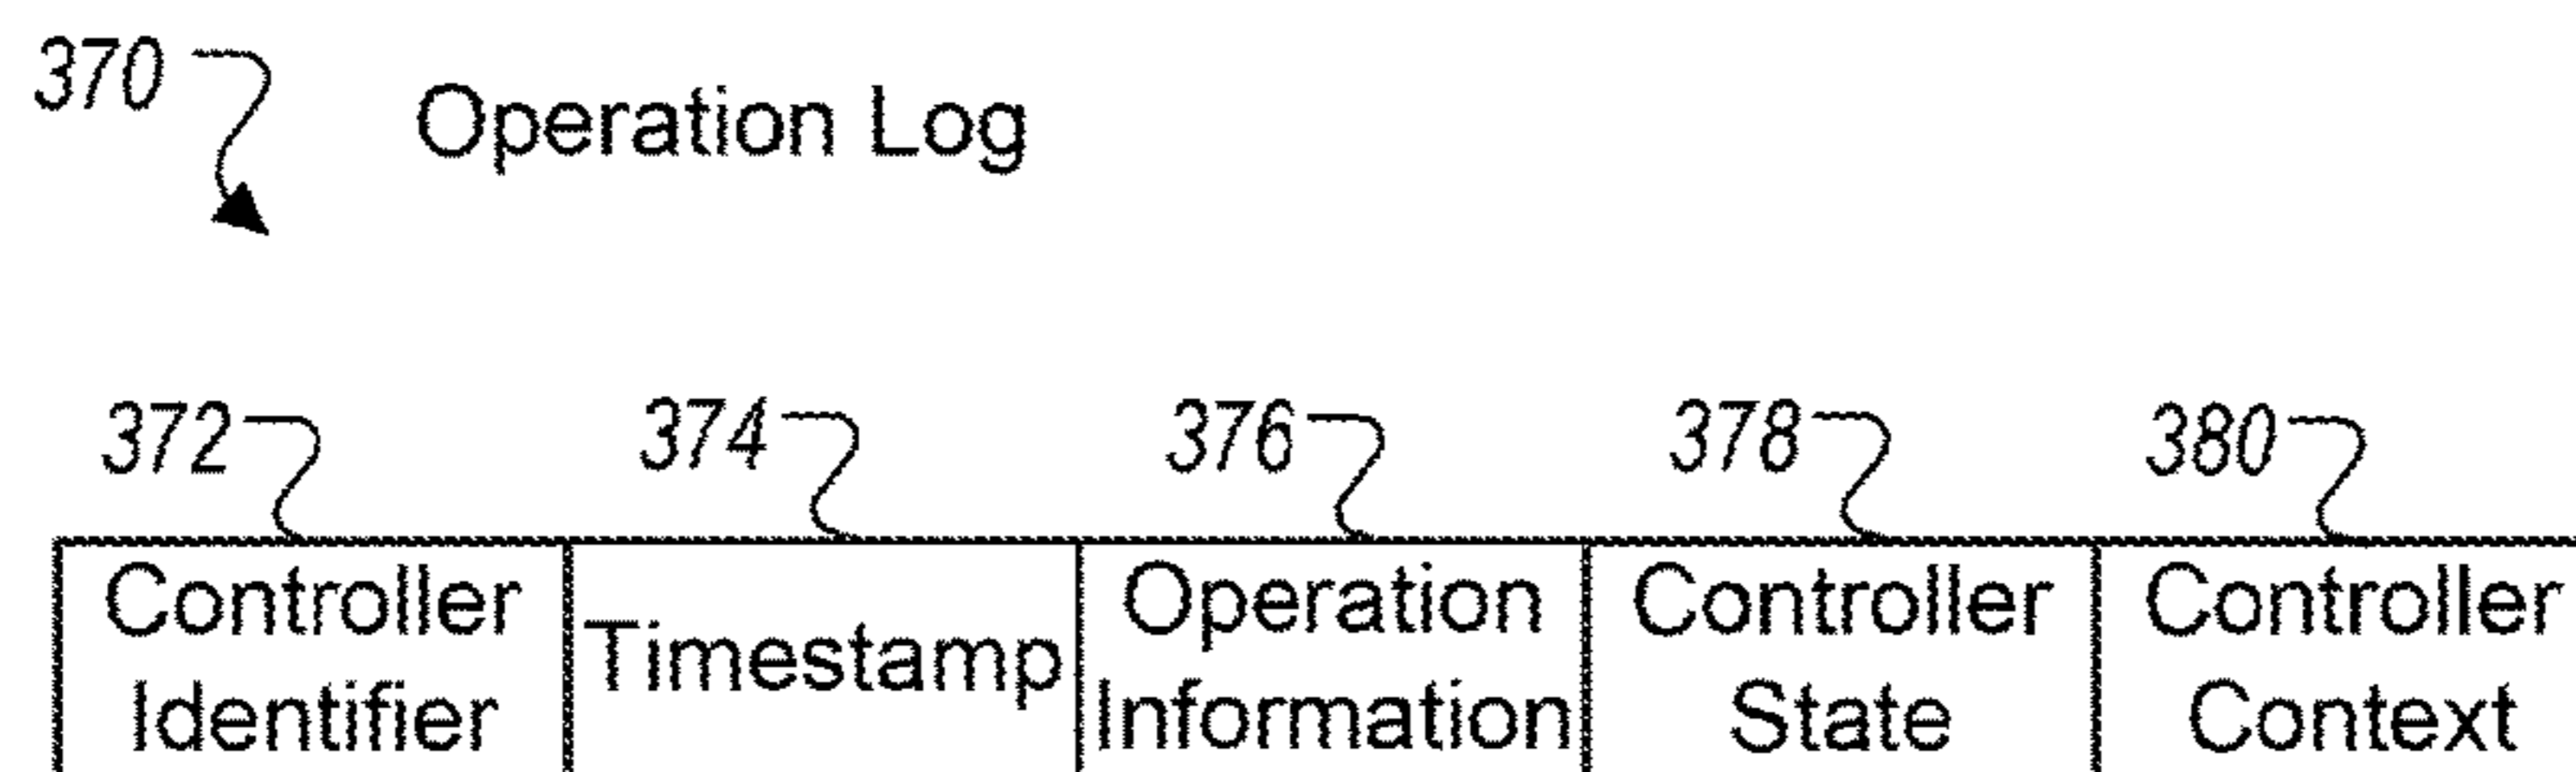 370
Operation Log
372 374 376 378 380
Controller Identifier
Timestamp
Operation Information
Controller State
Controller Context